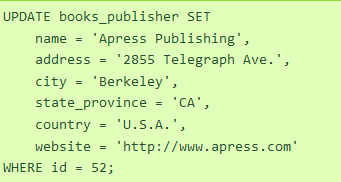 UPDATE books_publisher SET
    name = 'Apress Publishing',
    address = '2855 Telegraph Ave.',
    city = 'Berkeley',
    state_province = 'CA',
    country = 'U.S.A.',
    website = 'http://www.apress.com'
WHERE id = 52;